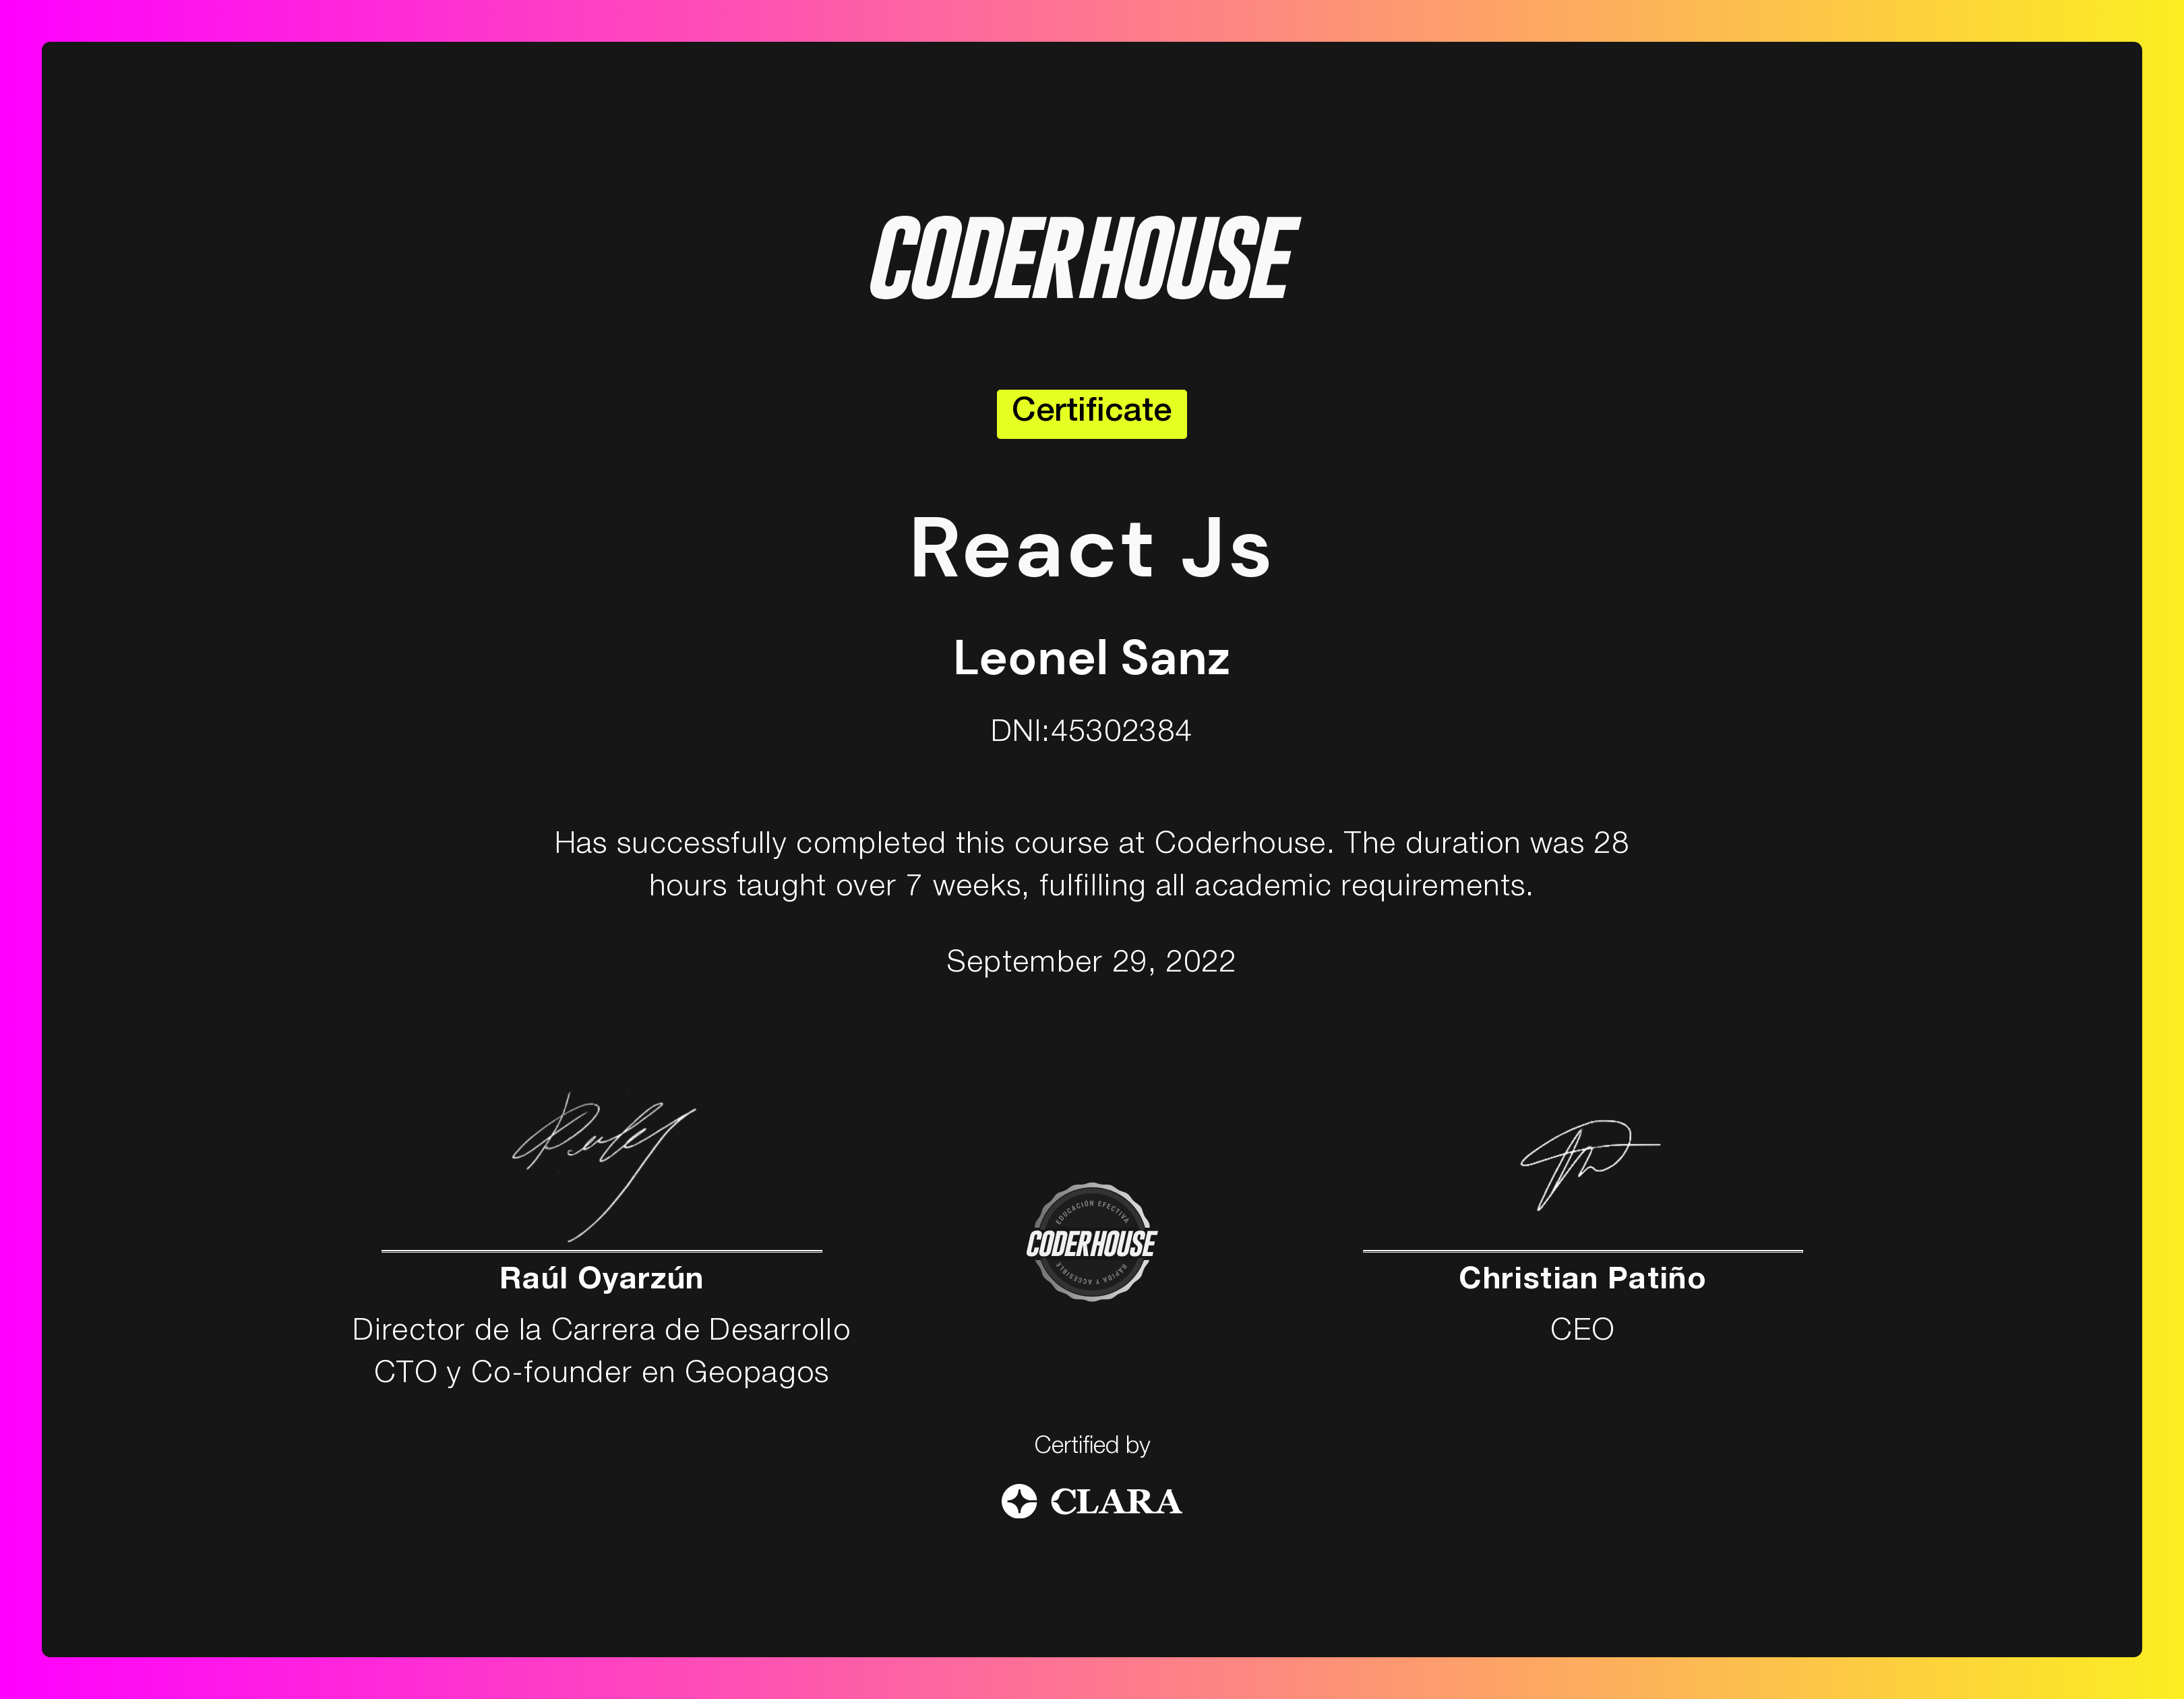 CODERHOUSE
Certificate
React Js
Leonel Sanz
DNI:45302384
Has successfully completed this course at Coderhouse. The duration was 28
hours taught over 7 weeks, fulfilling all academic requirements.
September 29, 2022
EDUCACIÓN EFECTIVA
CODERHOUSE
RÁPIDA Y ACCESIBLE
Raúl Oyarzún
Director de la Carrera de Desarrollo
CTO y Co-founder en Geopagos
Christian Patiño
CEO
Certified by
CLARA